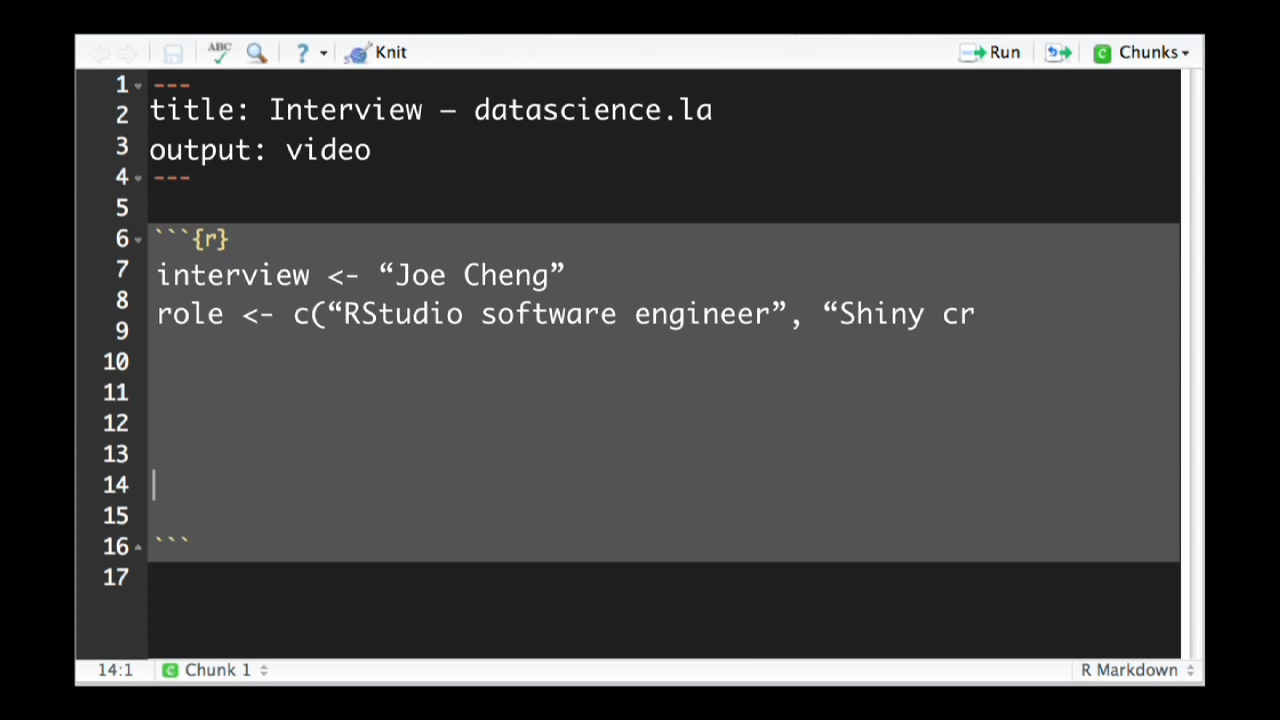 ABC ? Knit Run Chunks
1 ---
2 title: Interview – datascience.la
3 output: video
4 ---
5
6 ```{r}
7 interview <- “Joe Cheng”
8 role <- c(“RStudio software engineer”, “Shiny cr
9
10
11
12
13
14
15
16 ```
17
14:1 C Chunk 1 R Markdown